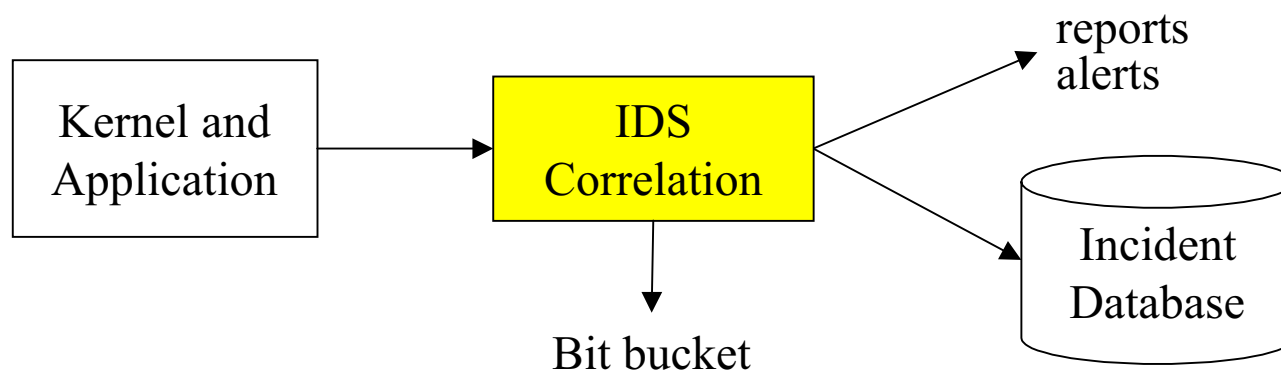 Kernel and
Application
IDS
Correlation
Bit bucket
reports
alerts
Incident
Database